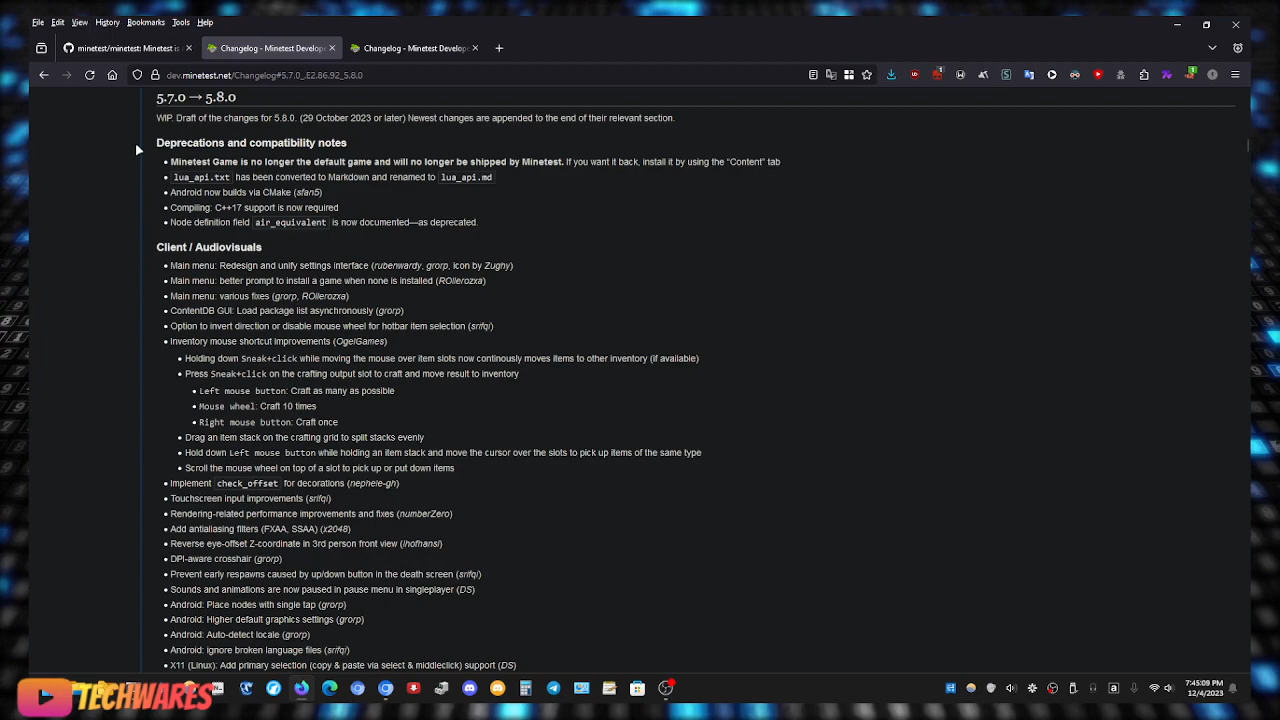 File Edit View History Bookmarks Tools Help
minetest/minetest: Minetest is
Changelog - Minetest Develope
Changelog - Minetest Develope
dev.minetest.net/Changelog#5.7.0_.E2.86.92_5.8.0
5.7.0 → 5.8.0
WIP. Draft of the changes for 5.8.0. (29 October 2023 or later) Newest changes are appended to the end of their relevant section.
Deprecations and compatibility notes
• Minetest Game is no longer the default game and will no longer be shipped by Minetest. If you want it back, install it by using the "Content" tab
• lua_api.txt has been converted to Markdown and renamed to lua_api.md
• Android now builds via CMake (sfan5)
• Compiling: C++17 support is now required
• Node definition field air_equivalent is now documented—as deprecated.
Client / Audiovisuals
• Main menu: Redesign and unify settings interface (rubenwardy, grorp, icon by Zughy)
• Main menu: better prompt to install a game when none is installed (ROllerozxa)
• Main menu: various fixes (grorp, ROllerozxa)
• ContentDB GUI: Load package list asynchronously (grorp)
• Option to invert direction or disable mouse wheel for hotbar item selection (srifqi)
• Inventory mouse shortcut improvements (OgelGames)
• Holding down Sneak+click while moving the mouse over item slots now continously moves items to other inventory (if available)
• Press Sneak+click on the crafting output slot to craft and move result to inventory
• Left mouse button: Craft as many as possible
• Mouse wheel: Craft 10 times
• Right mouse button: Craft once
• Drag an item stack on the crafting grid to split stacks evenly
• Hold down Left mouse button while holding an item stack and move the cursor over the slots to pick up items of the same type
• Scroll the mouse wheel on top of a slot to pick up or put down items
• Implement check_offset for decorations (nephele-gh)
• Touchscreen input improvements (srifqi)
• Rendering-related performance improvements and fixes (numberZero)
• Add antialiasing filters (FXAA, SSAA) (x2048)
• Reverse eye-offset Z-coordinate in 3rd person front view (lhofhansl)
• DPI-aware crosshair (grorp)
• Prevent early respawns caused by up/down button in the death screen (srifqi)
• Sounds and animations are now paused in pause menu in singleplayer (DS)
• Android: Place nodes with single tap (grorp)
• Android: Higher default graphics settings (grorp)
• Android: Auto-detect locale (grorp)
• Android: ignore broken language files (srifqi)
• X11 (Linux): Add primary selection (copy & paste via select & middleclick) support (DS)
TECHWARES
7:45:09 PM
12/4/2023